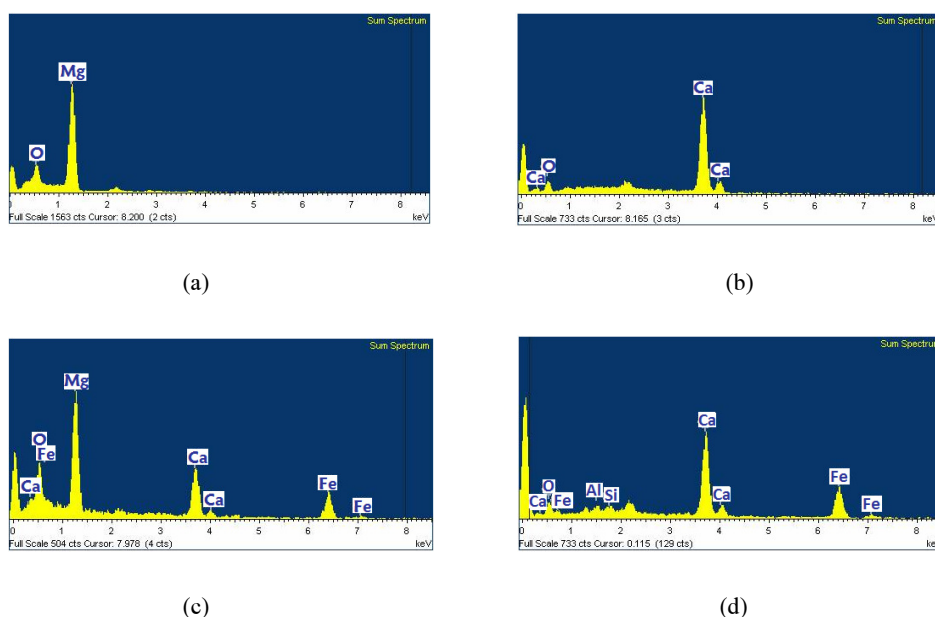 Sum Spectrum
Mg
O
0 1 2 3 4 5 6 7 8
Full Scale 1563 cts Cursor: 8.200 (2 cts) keV
(a)
Sum Spectrum
Ca
O
Ca
Ca
0 1 2 3 4 5 6 7 8
Full Scale 733 cts Cursor: 8.165 (3 cts) keV
(b)
Sum Spectrum
Mg
O
Fe
Ca
Ca
Ca
Fe
Fe
0 1 2 3 4 5 6 7 8
Full Scale 504 cts Cursor: 7.978 (4 cts) keV
(c)
Sum Spectrum
Ca
O
Al
Si
Ca
Fe
Ca
Fe
Fe
0 1 2 3 4 5 6 7 8
Full Scale 733 cts Cursor: 0.115 (129 cts) keV
(d)